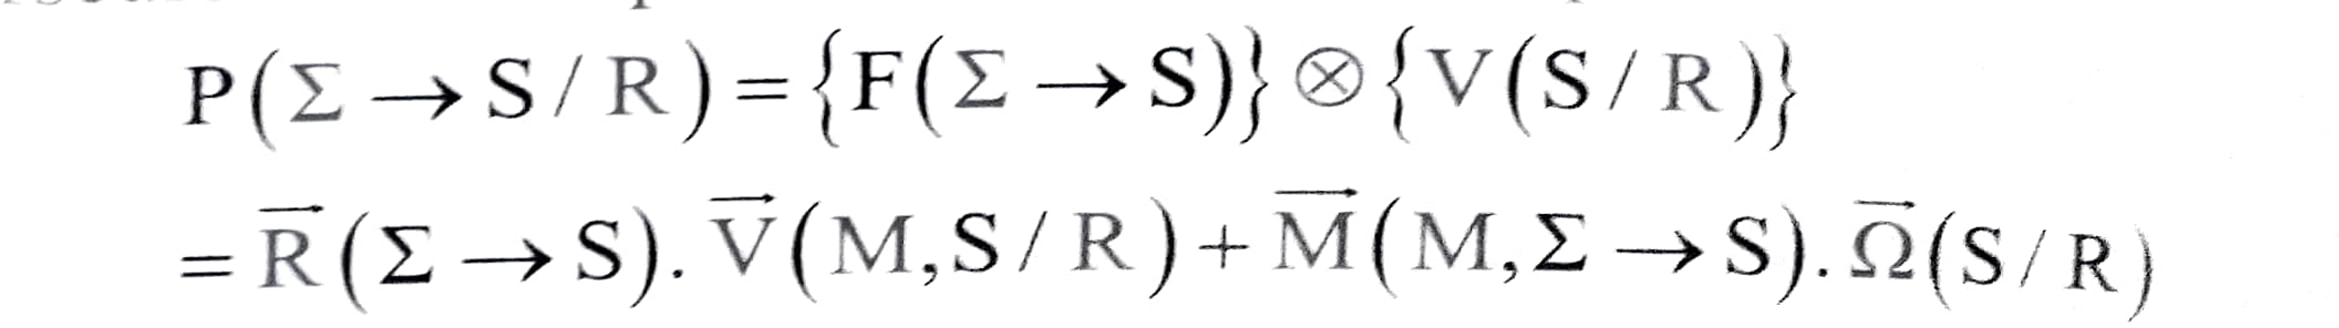 P(Σ → S / R) = {F(Σ → S)} ⊗ {V(S / R)}
= R⃗(Σ → S). V⃗(M,S / R) + M⃗(M,Σ → S). Ω⃗(S / R)